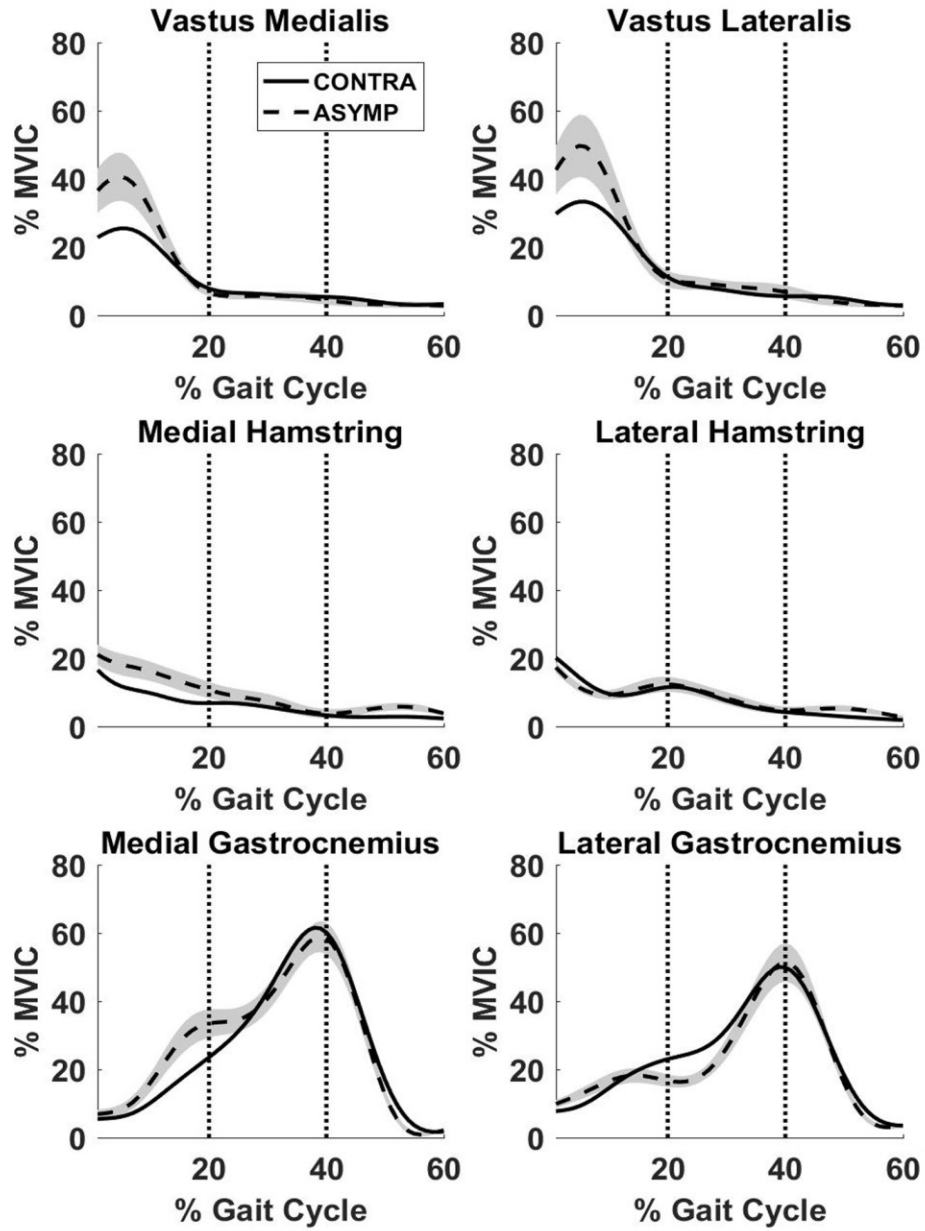 Vastus Medialis
80
60
40
20
0
% MVIC
CONTRA
ASYMP
20 40 60
% Gait Cycle
Vastus Lateralis
80
60
40
20
0
% MVIC
20 40 60
% Gait Cycle
Medial Hamstring
80
60
40
20
0
% MVIC
20 40 60
% Gait Cycle
Lateral Hamstring
80
60
40
20
0
% MVIC
20 40 60
% Gait Cycle
Medial Gastrocnemius
80
60
40
20
0
% MVIC
20 40 60
% Gait Cycle
Lateral Gastrocnemius
80
60
40
20
0
% MVIC
20 40 60
% Gait Cycle